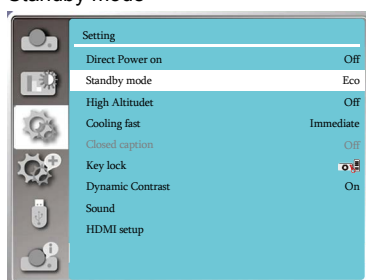 Standby mode
Setting
Direct Power on Off
Standby mode Eco
High Altitudet Off
Cooling fast Immediate
Closed caption Off
Key lock
Dynamic Contrast On
Sound
HDMI setup